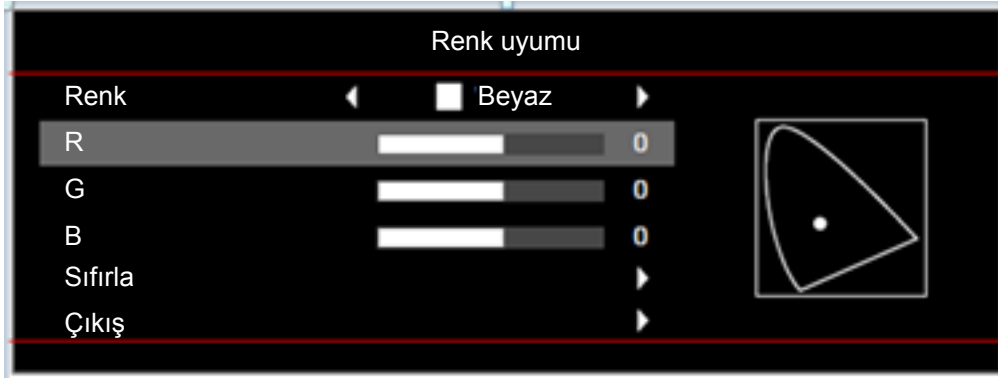 Renk uyumu
Renk Beyaz
R 0
G 0
B 0
Sıfırla
Çıkış